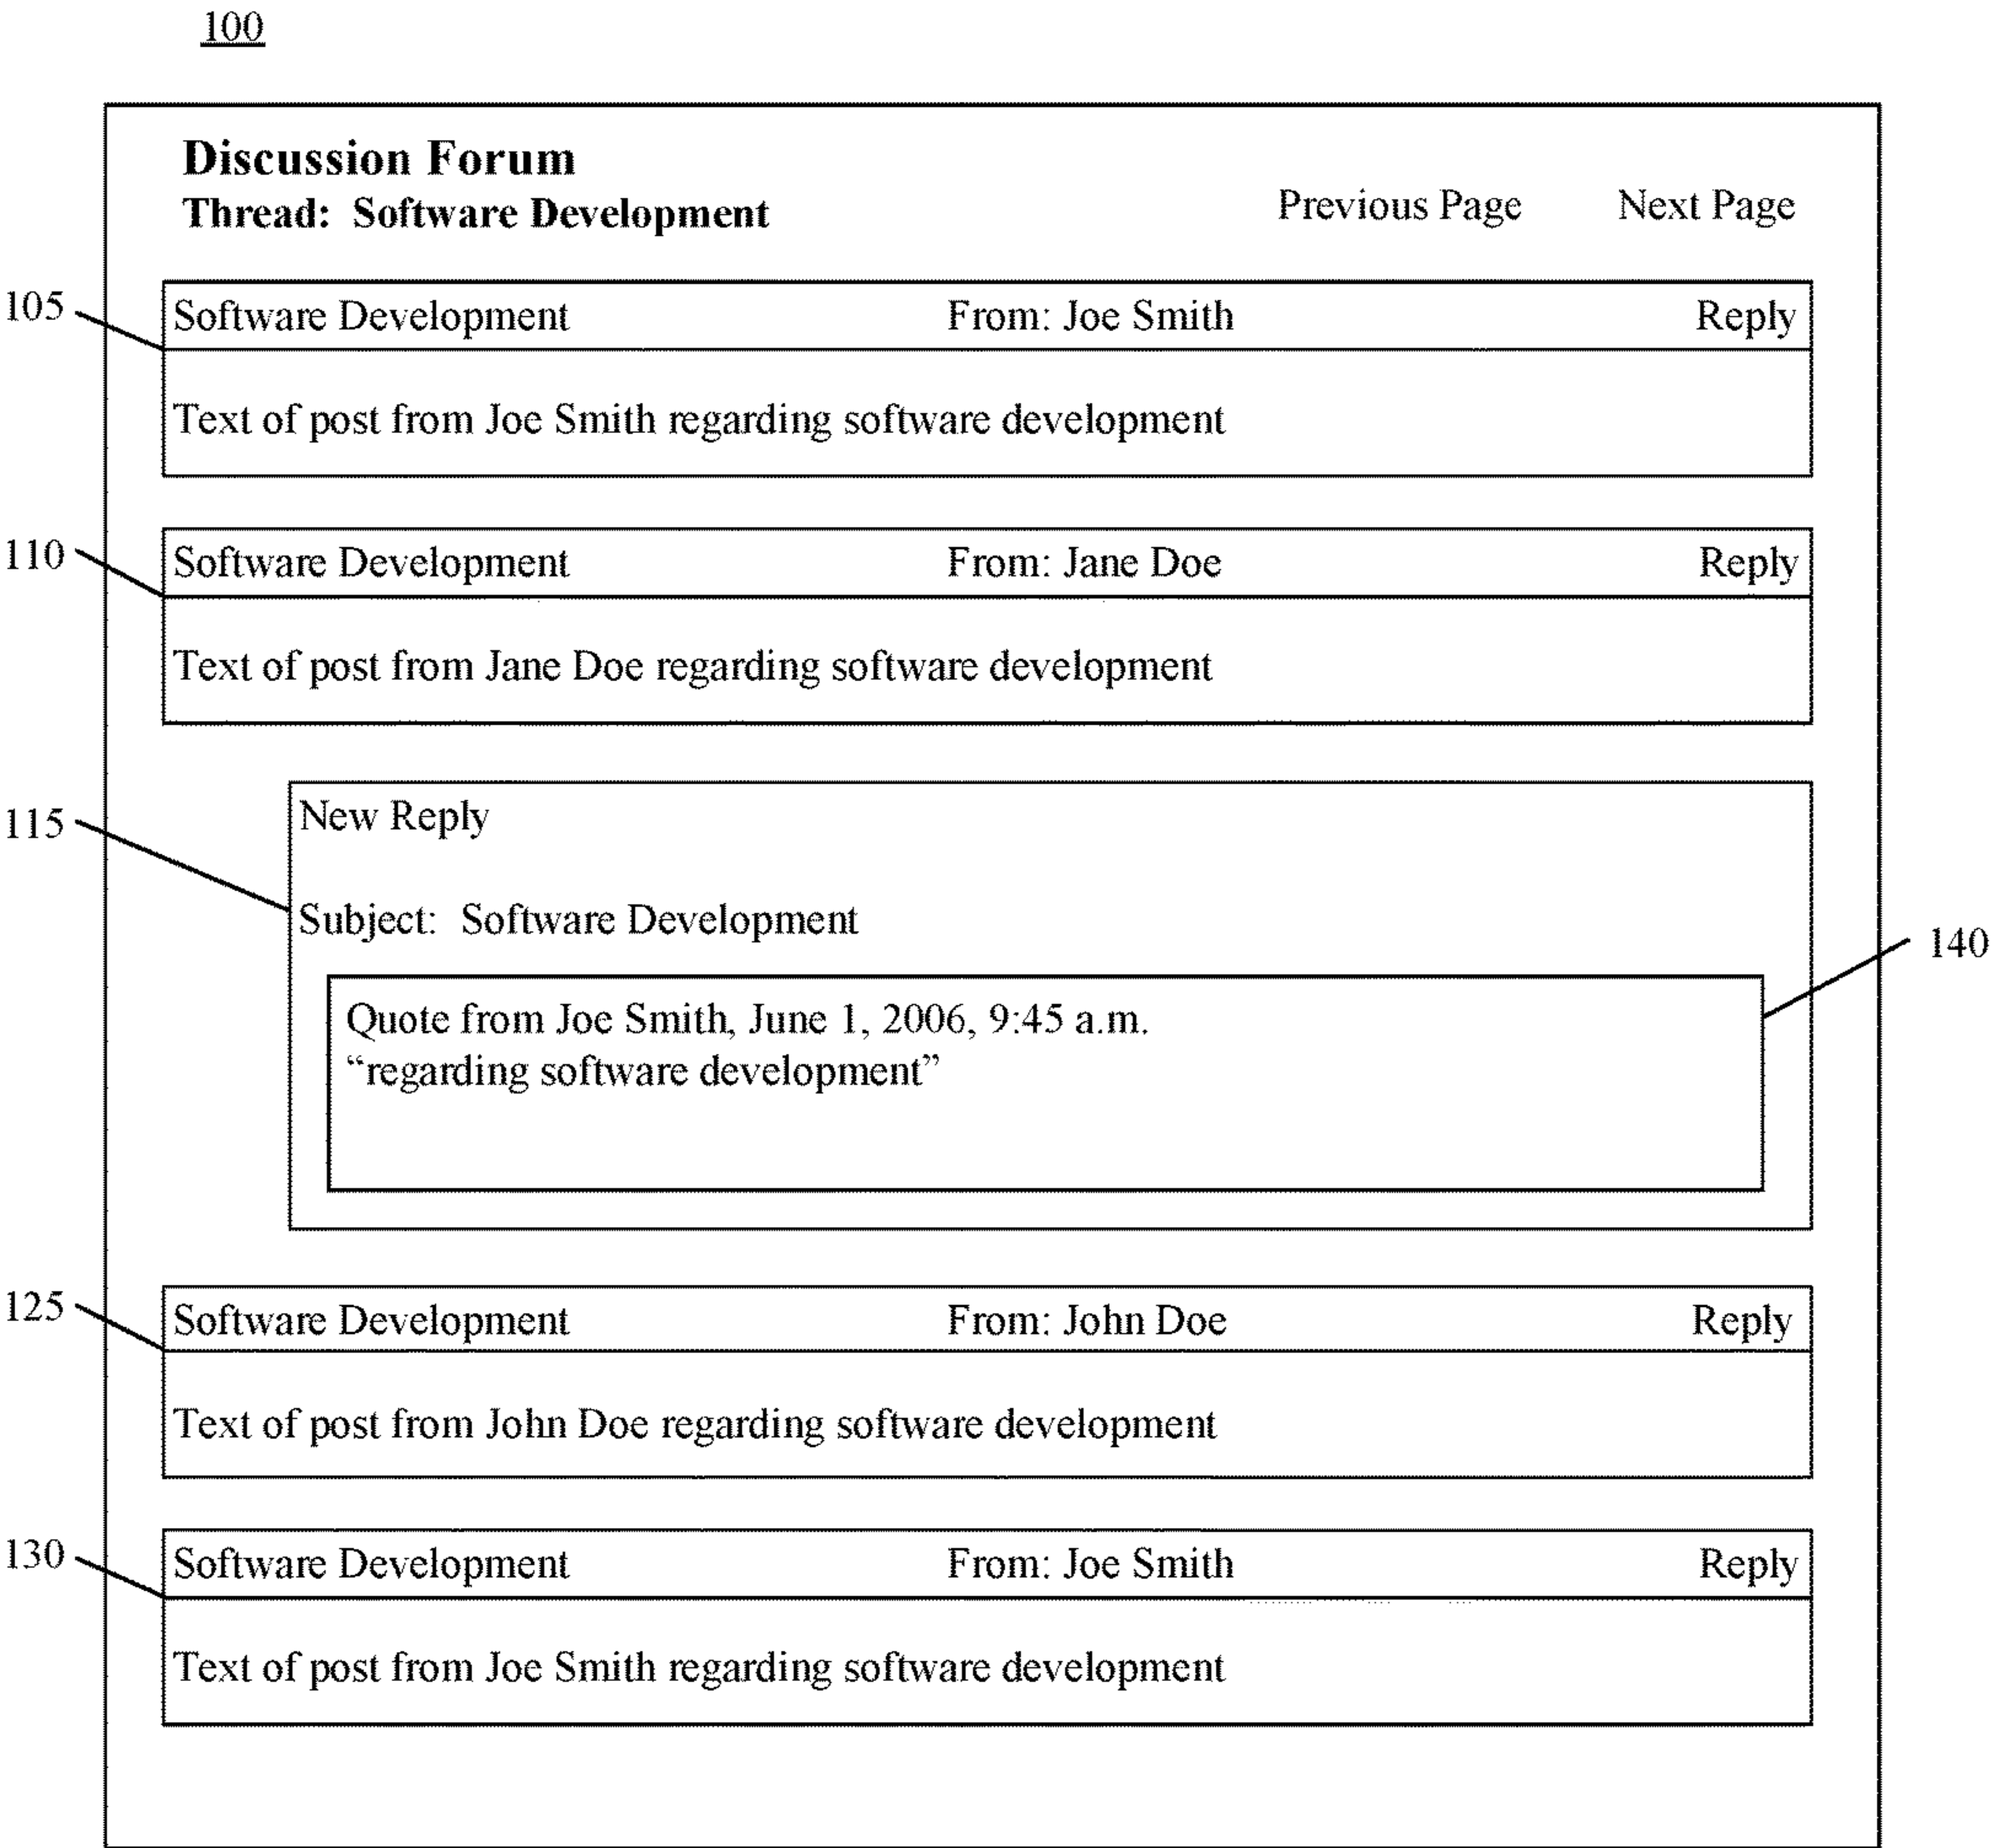 100
Discussion Forum
Thread: Software Development Previous Page Next Page
105
Software Development From: Joe Smith Reply
Text of post from Joe Smith regarding software development
110
Software Development From: Jane Doe Reply
Text of post from Jane Doe regarding software development
115
New Reply
Subject: Software Development
140
Quote from Joe Smith, June 1, 2006, 9:45 a.m.
“regarding software development”
125
Software Development From: John Doe Reply
Text of post from John Doe regarding software development
130
Software Development From: Joe Smith Reply
Text of post from Joe Smith regarding software development